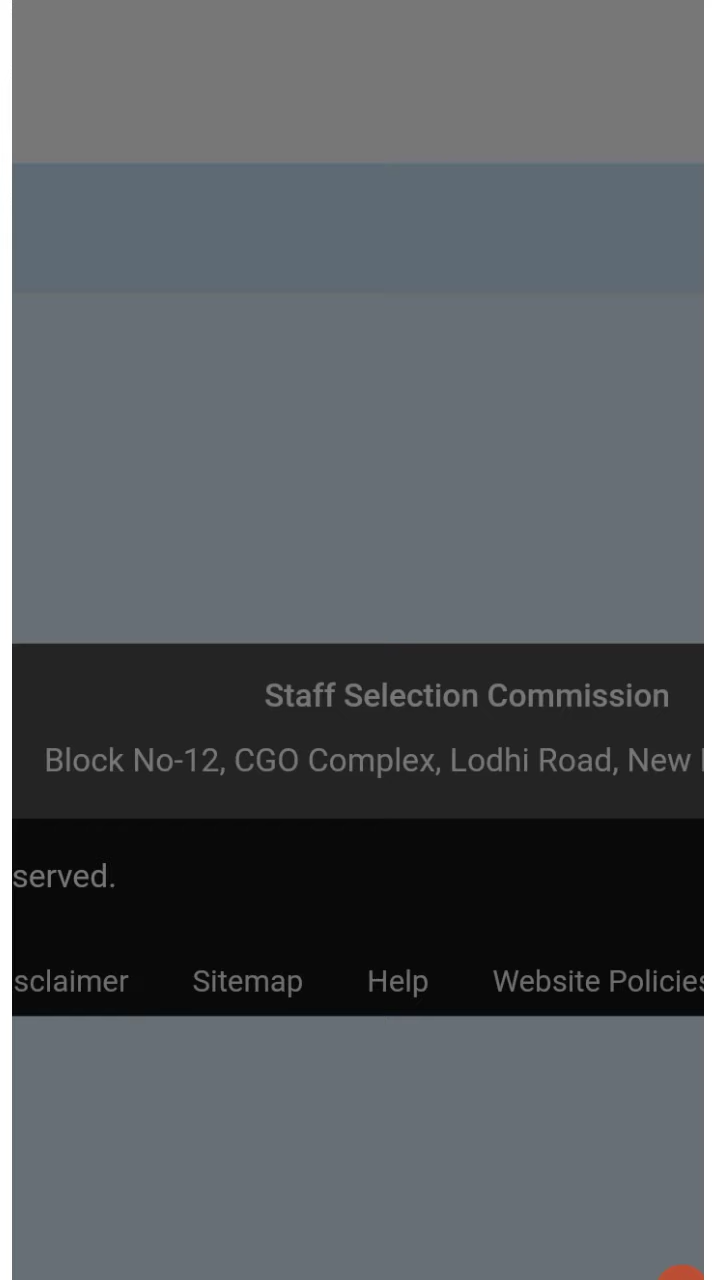 Staff Selection Commission
Block No-12, CGO Complex, Lodhi Road, New
served.
sclaimer Sitemap Help Website Policies